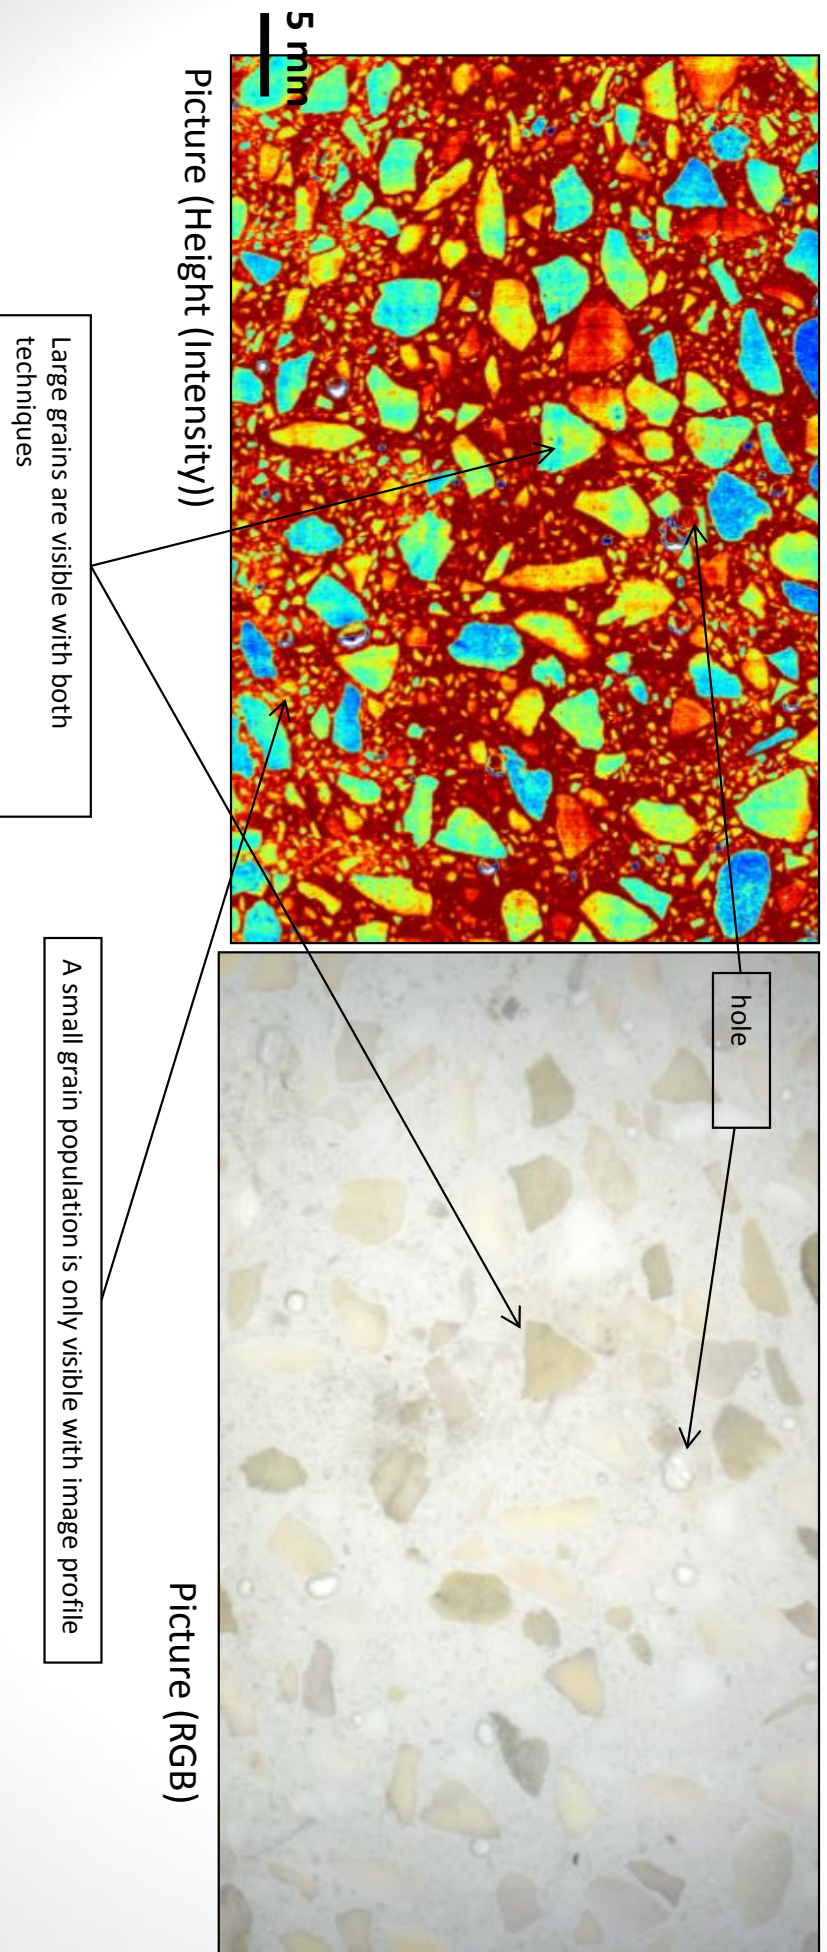 5 mm
Picture (Height (Intensity))
Picture (RGB)
hole
Large grains are visible with both
techniques
A small grain population is only visible with image profile